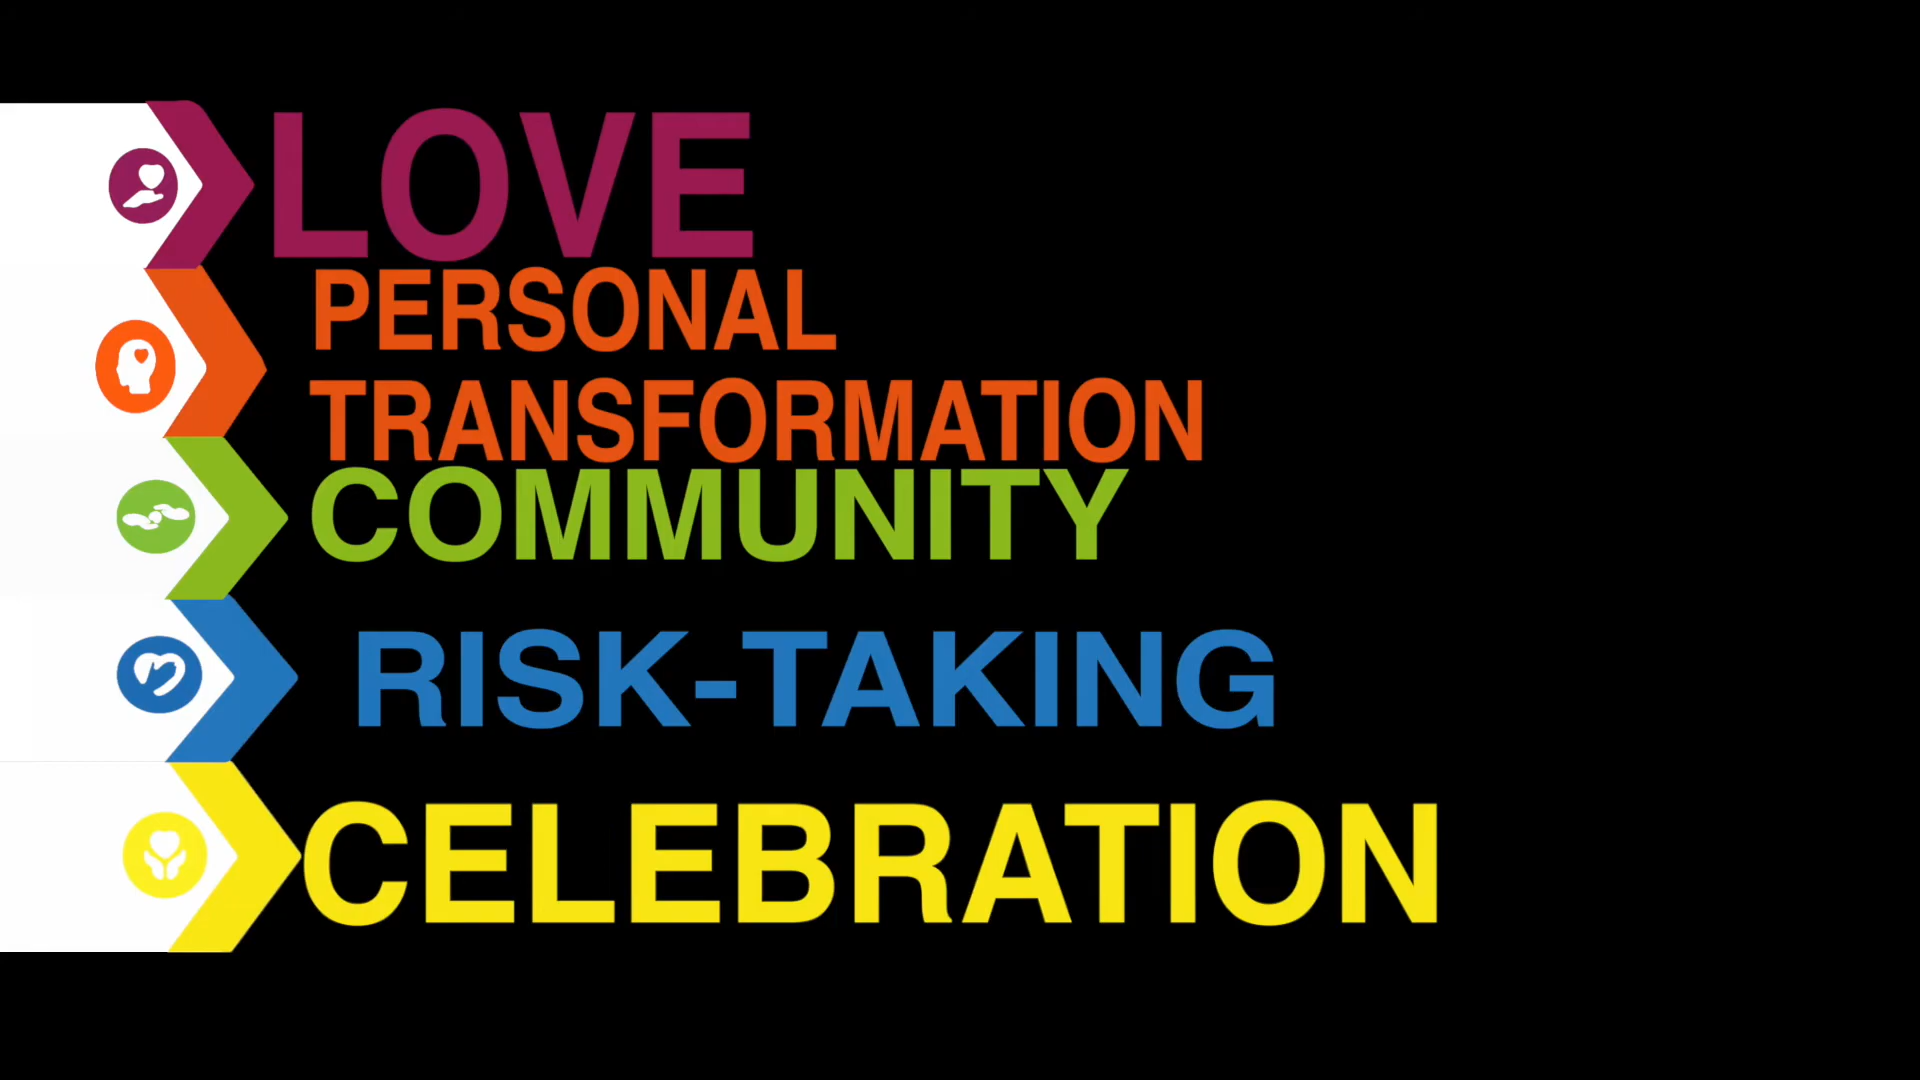 LOVE
PERSONAL
TRANSFORMATION
COMMUNITY
RISK-TAKING
CELEBRATION